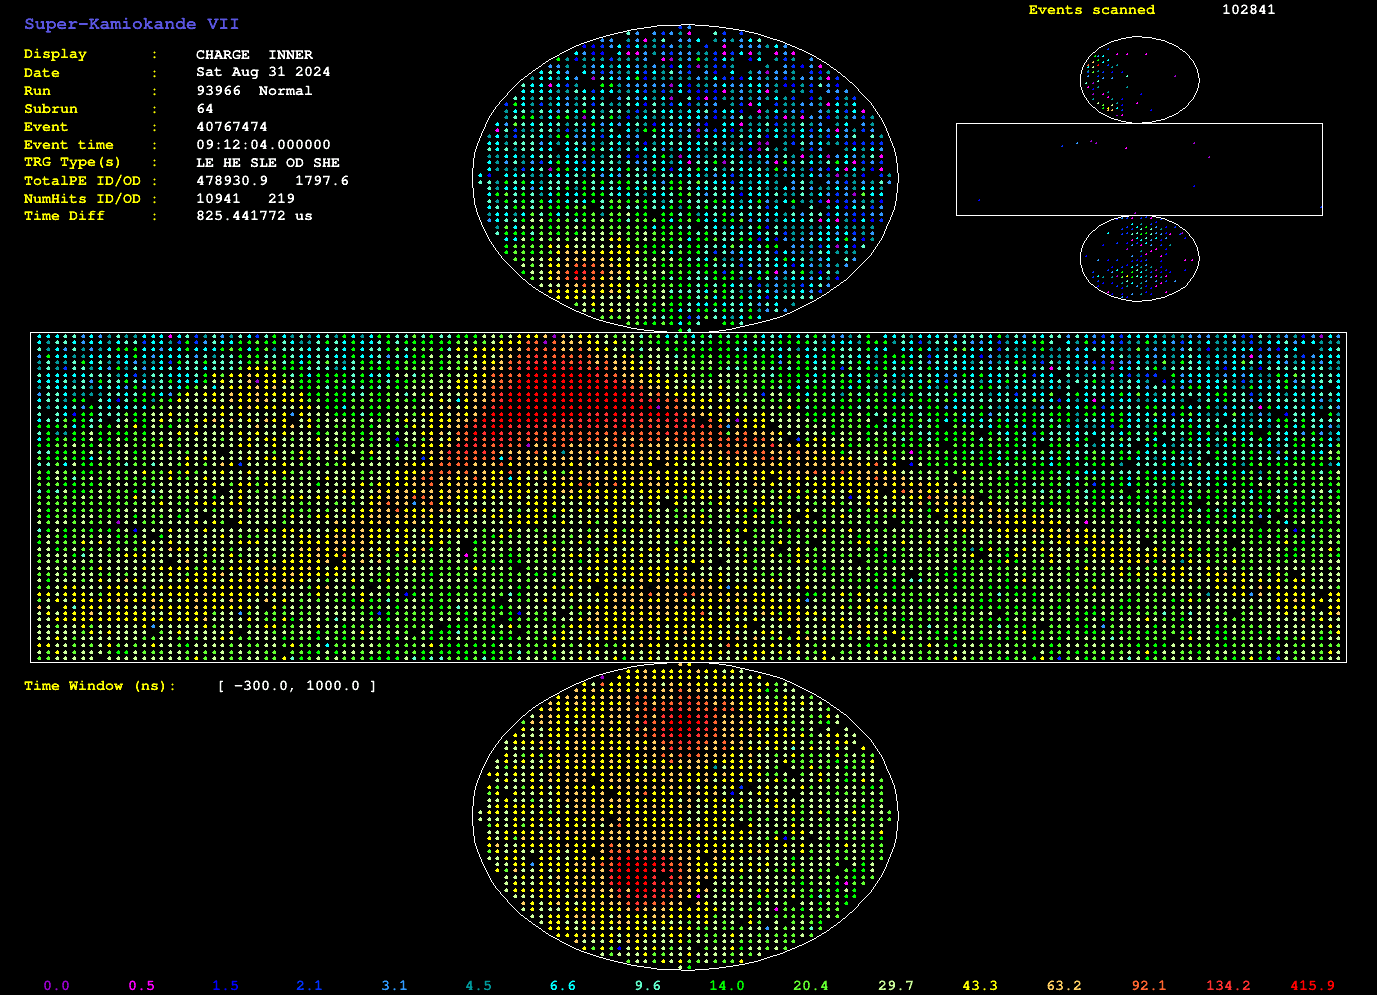 Super-Kamiokande VII
Events scanned 102841
Display : CHARGE INNER
Date : Sat Aug 31 2024
Run : 93966 Normal
Subrun : 64
Event : 40767474
Event time : 09:12:04.000000
TRG Type(s) : LE HE SLE OD SHE
TotalPE ID/OD : 478930.9 1797.6
NumHits ID/OD : 10941 219
Time Diff : 825.441772 us
Time Window (ns): [ -300.0, 1000.0 ]
0.0 0.5 1.5 2.1 3.1 4.5 6.6 9.6 14.0 20.4 29.7 43.3 63.2 92.1 134.2 415.9